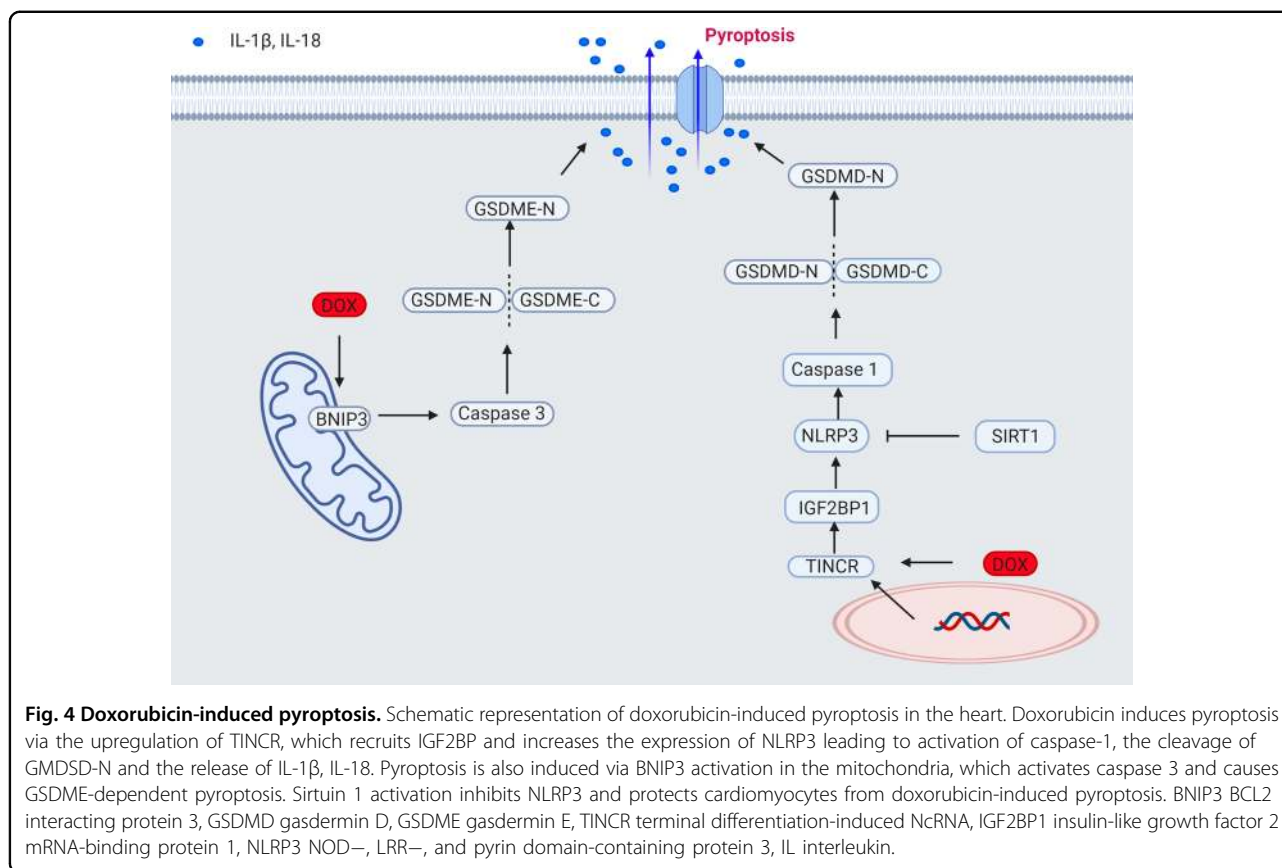 IL-1β, IL-18
Pyroptosis
GSDMD-N
GSDME-N
GSDMD-N GSDMD-C
DOX
GSDME-N GSDME-C
Caspase 1
BNIP3
Caspase 3
NLRP3
SIRT1
IGF2BP1
TINCR
DOX
Fig. 4 Doxorubicin-induced pyroptosis. Schematic representation of doxorubicin-induced pyroptosis in the heart. Doxorubicin induces pyroptosis
via the upregulation of TINCR, which recruits IGF2BP and increases the expression of NLRP3 leading to activation of caspase-1, the cleavage of
GMDSD-N and the release of IL-1β, IL-18. Pyroptosis is also induced via BNIP3 activation in the mitochondria, which activates caspase 3 and causes
GSDME-dependent pyroptosis. Sirtuin 1 activation inhibits NLRP3 and protects cardiomyocytes from doxorubicin-induced pyroptosis. BNIP3 BCL2
interacting protein 3, GSDMD gasdermin D, GSDME gasdermin E, TINCR terminal differentiation-induced NcRNA, IGF2BP1 insulin-like growth factor 2
mRNA-binding protein 1, NLRP3 NOD−, LRR−, and pyrin domain-containing protein 3, IL interleukin.